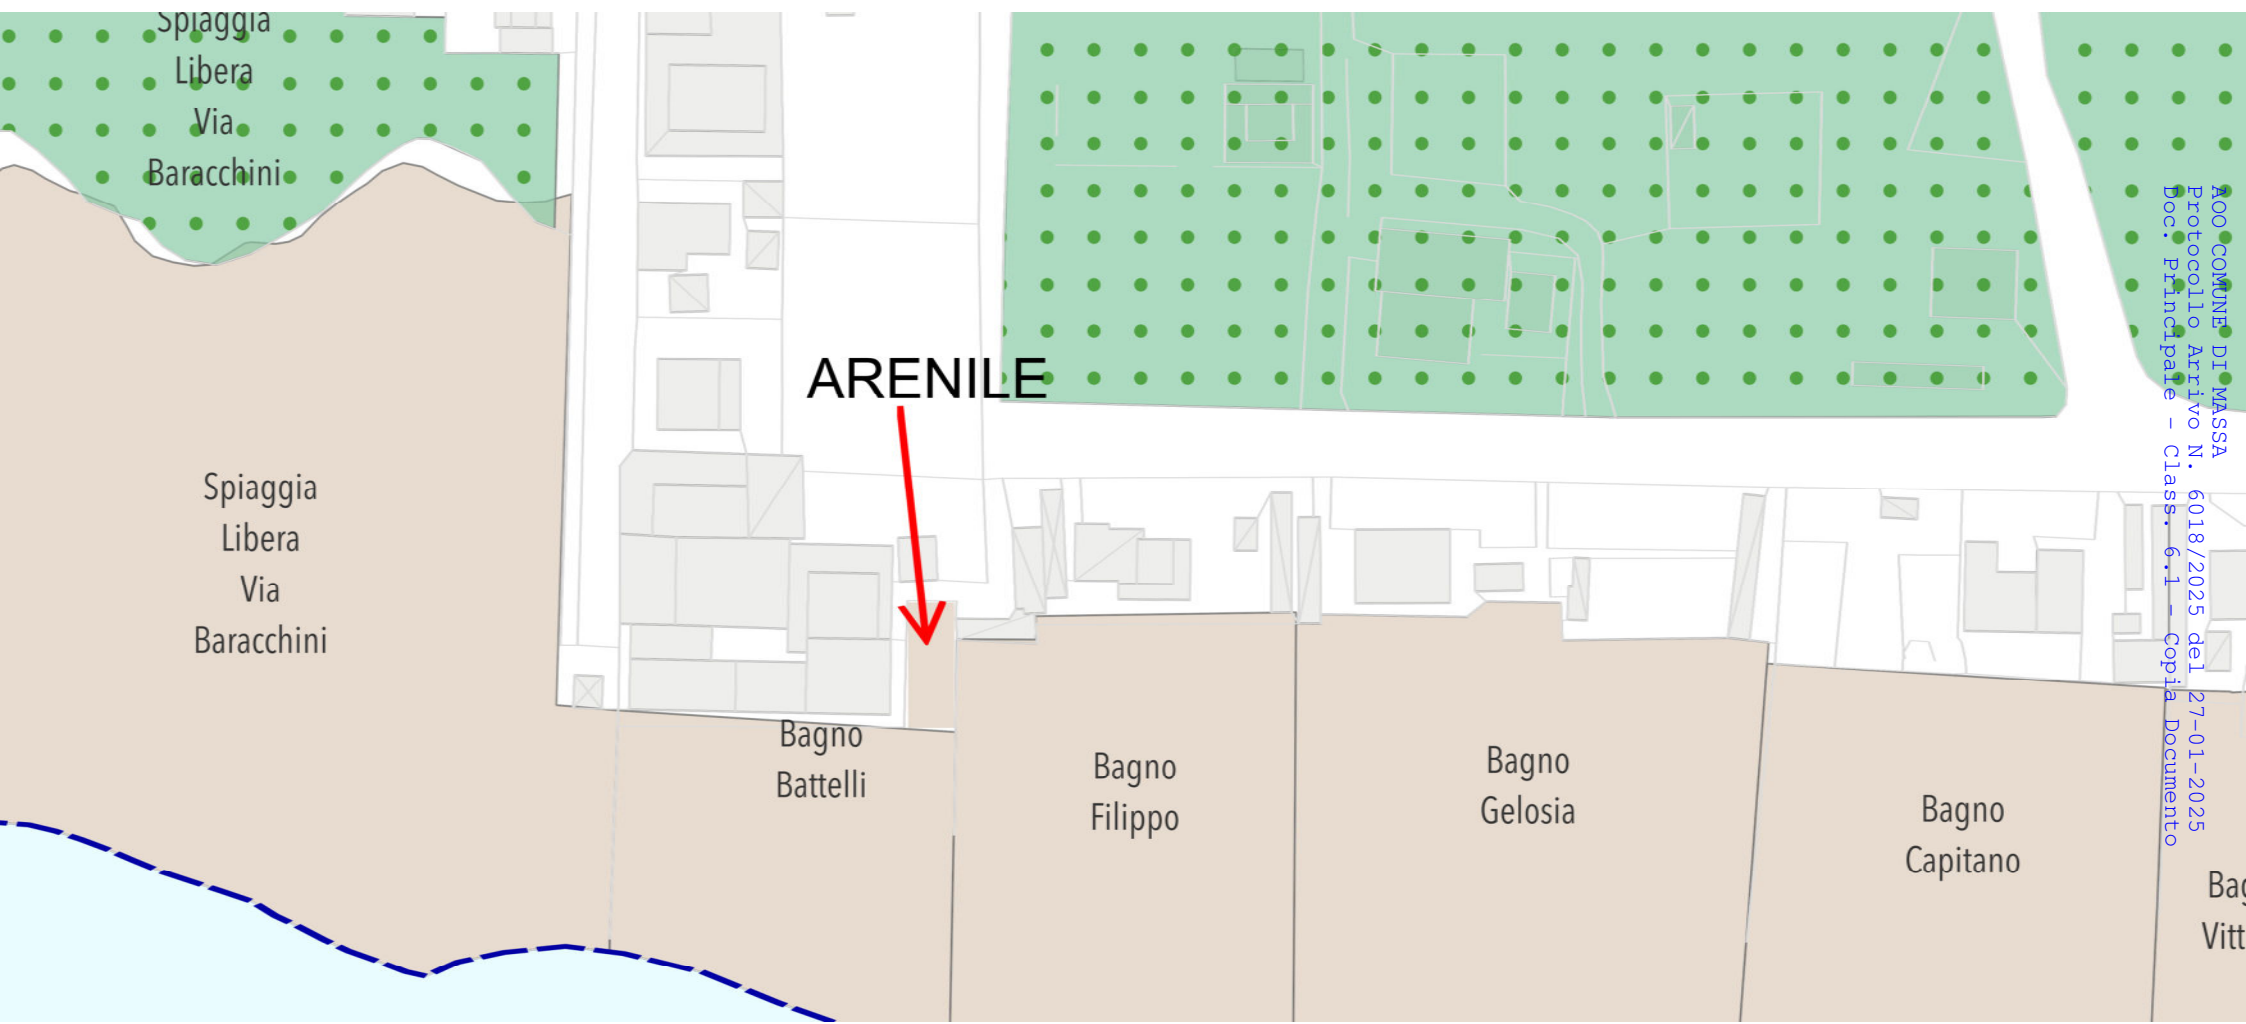 Spiaggia
Libera
Via
Baracchini
ARENILE
Spiaggia
Libera
Via
Baracchini
Bagno
Battelli
Bagno
Filippo
Bagno
Gelosia
Bagno
Capitano
AOO COMUNE DI MASSA
Protocollo Arrivo N. 6018/2025 del 27-01-2025
Doc. Principale - Class. 6.1 - Copia Documento